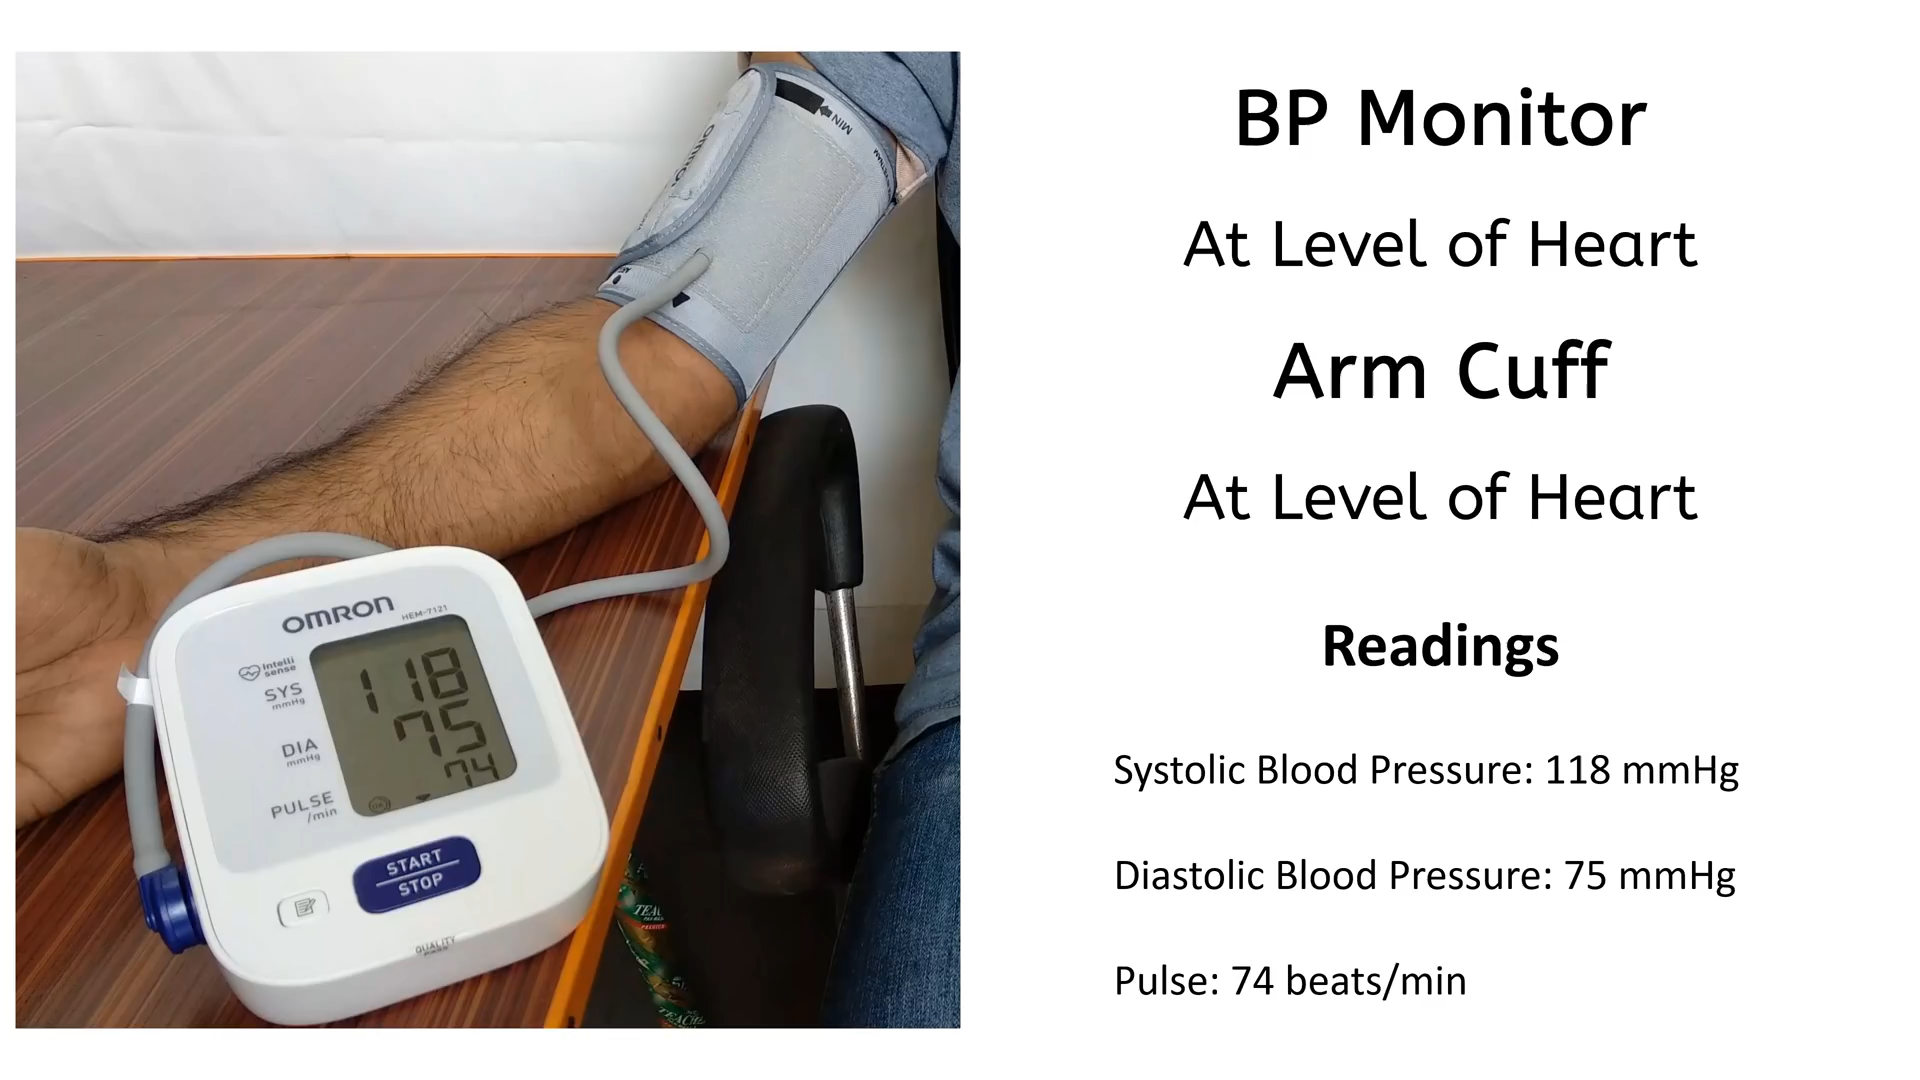 MIN
OMRON
HEM-7121
Intelli
sense
SYS
mmHg
118
DIA
mmHg
75
PULSE
/min
74
OK
START
STOP
QUALITY
BP Monitor
At Level of Heart
Arm Cuff
At Level of Heart
Readings
Systolic Blood Pressure: 118 mmHg
Diastolic Blood Pressure: 75 mmHg
Pulse: 74 beats/min